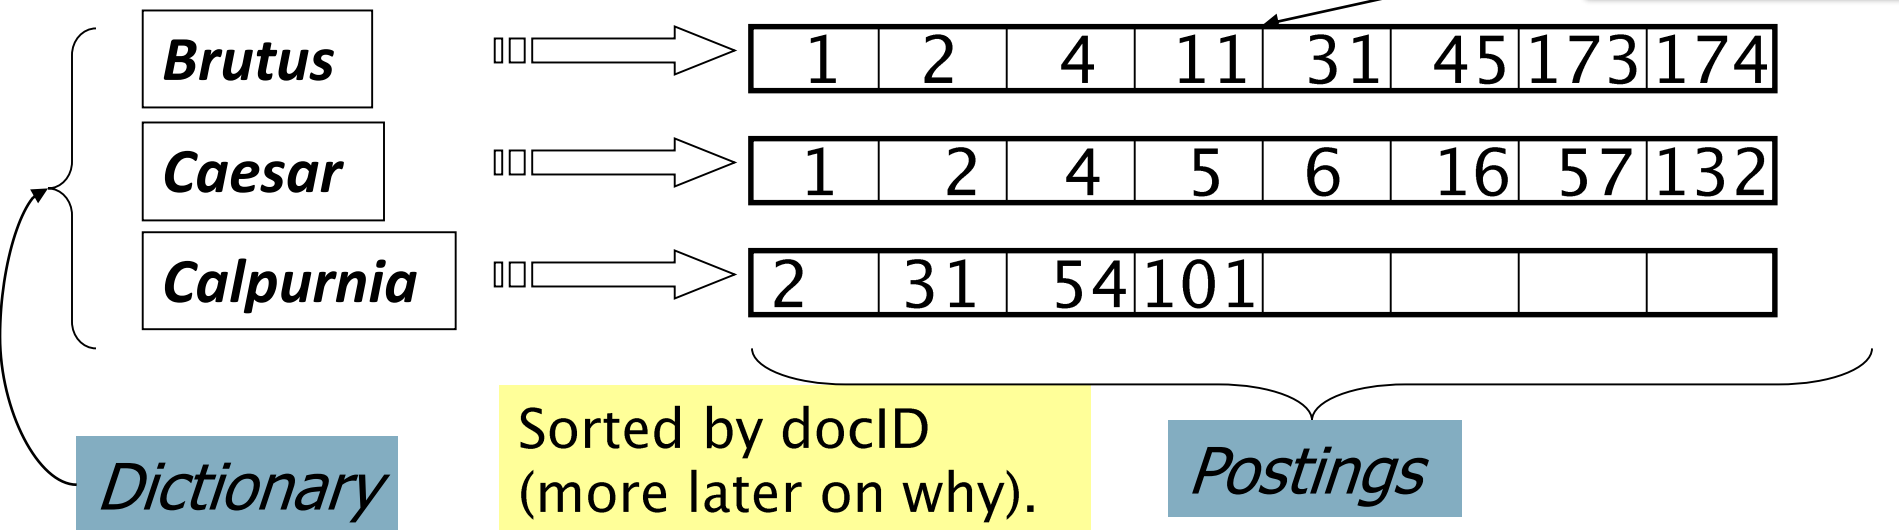 Brutus 1 2 4 11 31 45 173 174
Caesar 1 2 4 5 6 16 57 132
Calpurnia 2 31 54 101
Sorted by docID
(more later on why).
Postings
Dictionary